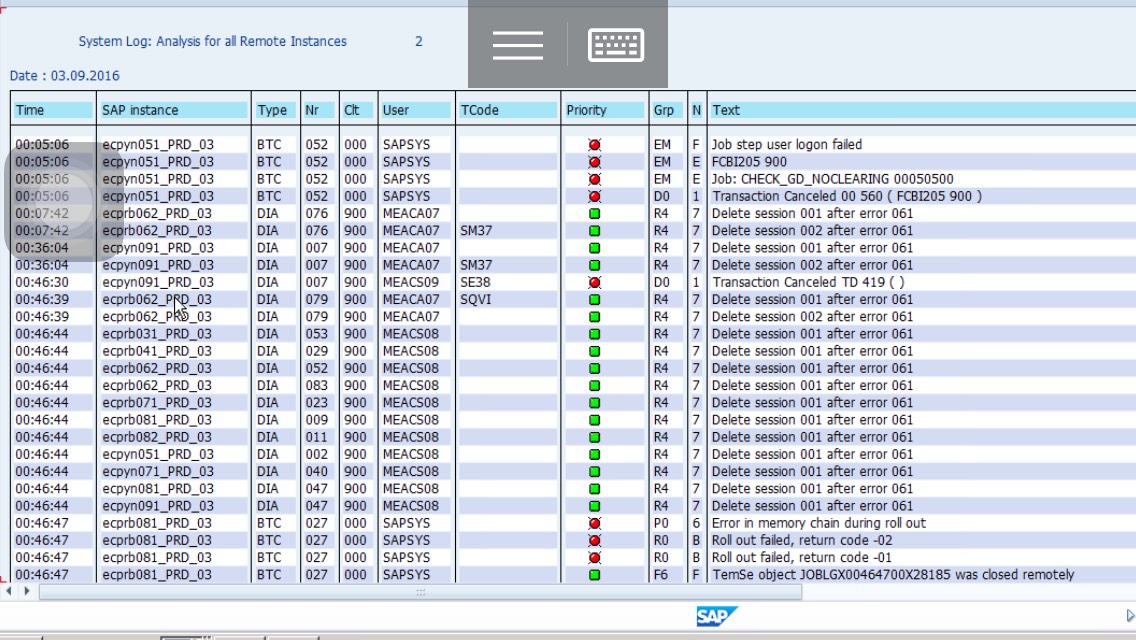 System Log: Analysis for all Remote Instances 2
Date : 03.09.2016
Time SAP instance Type Nr Clt User TCode Priority Grp N Text
00:05:06 ecpyn051_PRD_03 BTC 052 000 SAPSYS EM F Job step user logon failed
00:05:06 ecpyn051_PRD_03 BTC 052 000 SAPSYS EM E FCBI205 900
00:05:06 ecpyn051_PRD_03 BTC 052 000 SAPSYS EM E Job: CHECK_GD_NOCLEARING 00050500
00:05:06 ecpyn051_PRD_03 BTC 052 000 SAPSYS D0 1 Transaction Canceled 00 560 ( FCBI205 900 )
00:07:42 ecprb062_PRD_03 DIA 076 900 MEACA07 R4 7 Delete session 001 after error 061
00:07:42 ecprb062_PRD_03 DIA 076 900 MEACA07 SM37 R4 7 Delete session 002 after error 061
00:36:04 ecpyn091_PRD_03 DIA 007 900 MEACA07 R4 7 Delete session 001 after error 061
00:36:04 ecpyn091_PRD_03 DIA 007 900 MEACA07 SM37 R4 7 Delete session 002 after error 061
00:46:30 ecpyn091_PRD_03 DIA 007 900 MEACS09 SE38 D0 1 Transaction Canceled TD 419 ( )
00:46:39 ecprb062_PRD_03 DIA 079 900 MEACA07 SQVI R4 7 Delete session 001 after error 061
00:46:39 ecprb062_PRD_03 DIA 079 900 MEACA07 R4 7 Delete session 002 after error 061
00:46:44 ecprb031_PRD_03 DIA 053 900 MEACS08 R4 7 Delete session 001 after error 061
00:46:44 ecprb041_PRD_03 DIA 029 900 MEACS08 R4 7 Delete session 001 after error 061
00:46:44 ecprb062_PRD_03 DIA 052 900 MEACS08 R4 7 Delete session 001 after error 061
00:46:44 ecprb062_PRD_03 DIA 083 900 MEACS08 R4 7 Delete session 001 after error 061
00:46:44 ecprb071_PRD_03 DIA 023 900 MEACS08 R4 7 Delete session 001 after error 061
00:46:44 ecprb081_PRD_03 DIA 009 900 MEACS08 R4 7 Delete session 001 after error 061
00:46:44 ecprb082_PRD_03 DIA 011 900 MEACS08 R4 7 Delete session 001 after error 061
00:46:44 ecpyn051_PRD_03 DIA 002 900 MEACS08 R4 7 Delete session 001 after error 061
00:46:44 ecpyn071_PRD_03 DIA 040 900 MEACS08 R4 7 Delete session 001 after error 061
00:46:44 ecpyn081_PRD_03 DIA 047 900 MEACS08 R4 7 Delete session 001 after error 061
00:46:44 ecpyn091_PRD_03 DIA 047 900 MEACS08 R4 7 Delete session 001 after error 061
00:46:47 ecprb081_PRD_03 BTC 027 000 SAPSYS P0 6 Error in memory chain during roll out
00:46:47 ecprb081_PRD_03 BTC 027 000 SAPSYS R0 B Roll out failed, return code -02
00:46:47 ecprb081_PRD_03 BTC 027 000 SAPSYS R0 B Roll out failed, return code -01
00:46:47 ecprb081_PRD_03 BTC 027 000 SAPSYS F6 F TemSe object JOBLGX00464700X28185 was closed remotely
SAP